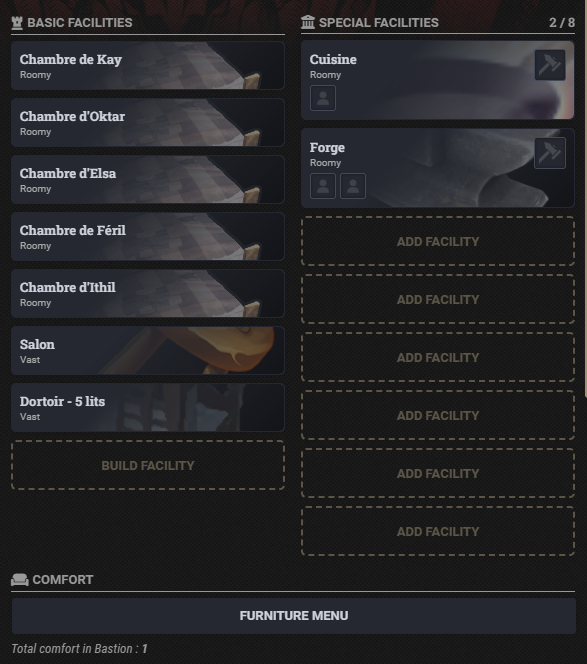 BASIC FACILITIES
Chambre de Kay
Roomy
Chambre d'Oktar
Roomy
Chambre d'Elsa
Roomy
Chambre de Féril
Roomy
Chambre d'Ithil
Roomy
Salon
Vast
Dortoir - 5 lits
Vast
BUILD FACILITY
SPECIAL FACILITIES 2 / 8
Cuisine
Roomy
Forge
Roomy
ADD FACILITY
ADD FACILITY
ADD FACILITY
ADD FACILITY
ADD FACILITY
ADD FACILITY
COMFORT
FURNITURE MENU
Total comfort in Bastion : 1